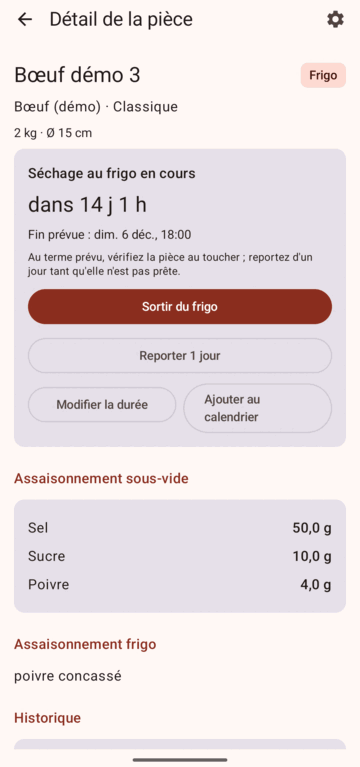 Détail de la pièce
Bœuf démo 3
Frigo
Bœuf (démo) · Classique
2 kg · Ø 15 cm
Séchage au frigo en cours
dans 14 j 1 h
Fin prévue : dim. 6 déc., 18:00
Au terme prévu, vérifiez la pièce au toucher ; reportez d'un
jour tant qu'elle n'est pas prête.
Sortir du frigo
Reporter 1 jour
Modifier la durée
Ajouter au
calendrier
Assaisonnement sous-vide
Sel 50,0 g
Sucre 10,0 g
Poivre 4,0 g
Assaisonnement frigo
poivre concassé
Historique